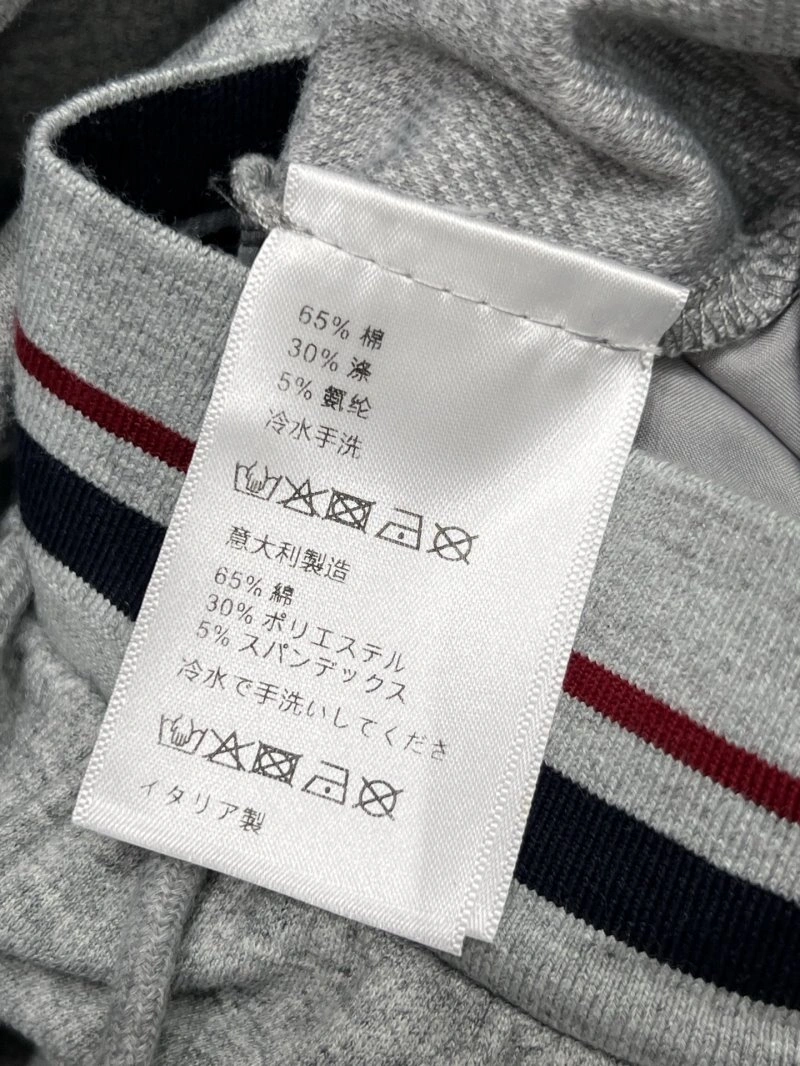 65% 棉
30% 涤
5% 氨纶
冷水手洗
意大利製造
65% 綿
30% ポリエステル
5% スパンデックス
冷水で手洗いしてくださ
イタリア製